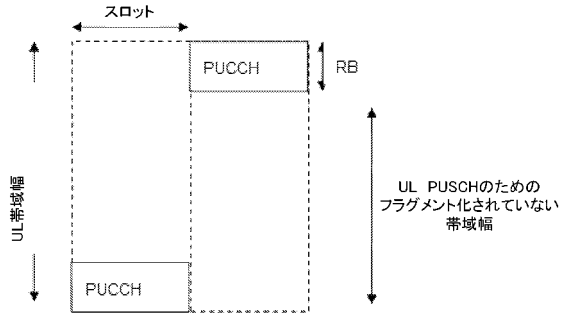 スロット
PUCCH
RB
UL帯域幅
UL PUSCHのための
フラグメント化されていない
帯域幅
PUCCH